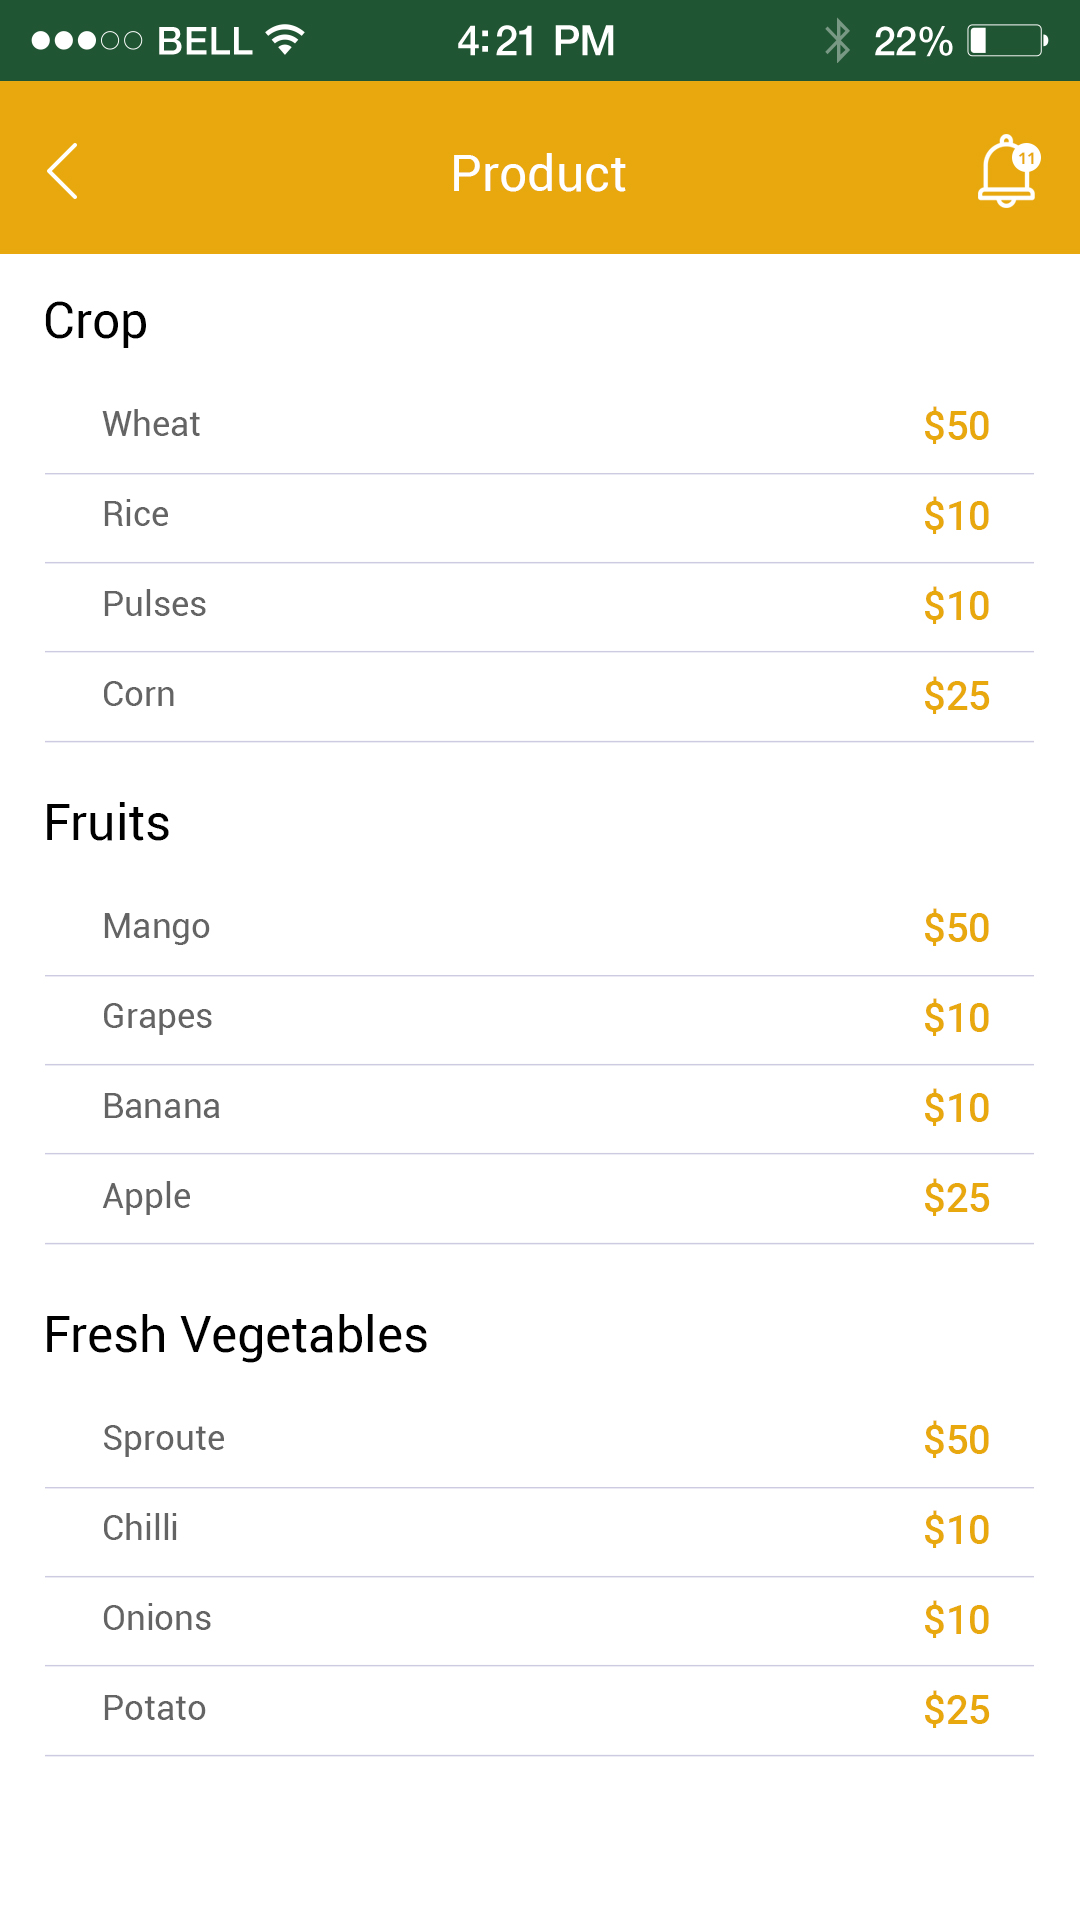 BELL 4:21 PM 22%
Product 11
Crop
Wheat $50
Rice $10
Pulses $10
Corn $25
Fruits
Mango $50
Grapes $10
Banana $10
Apple $25
Fresh Vegetables
Sproute $50
Chilli $10
Onions $10
Potato $25